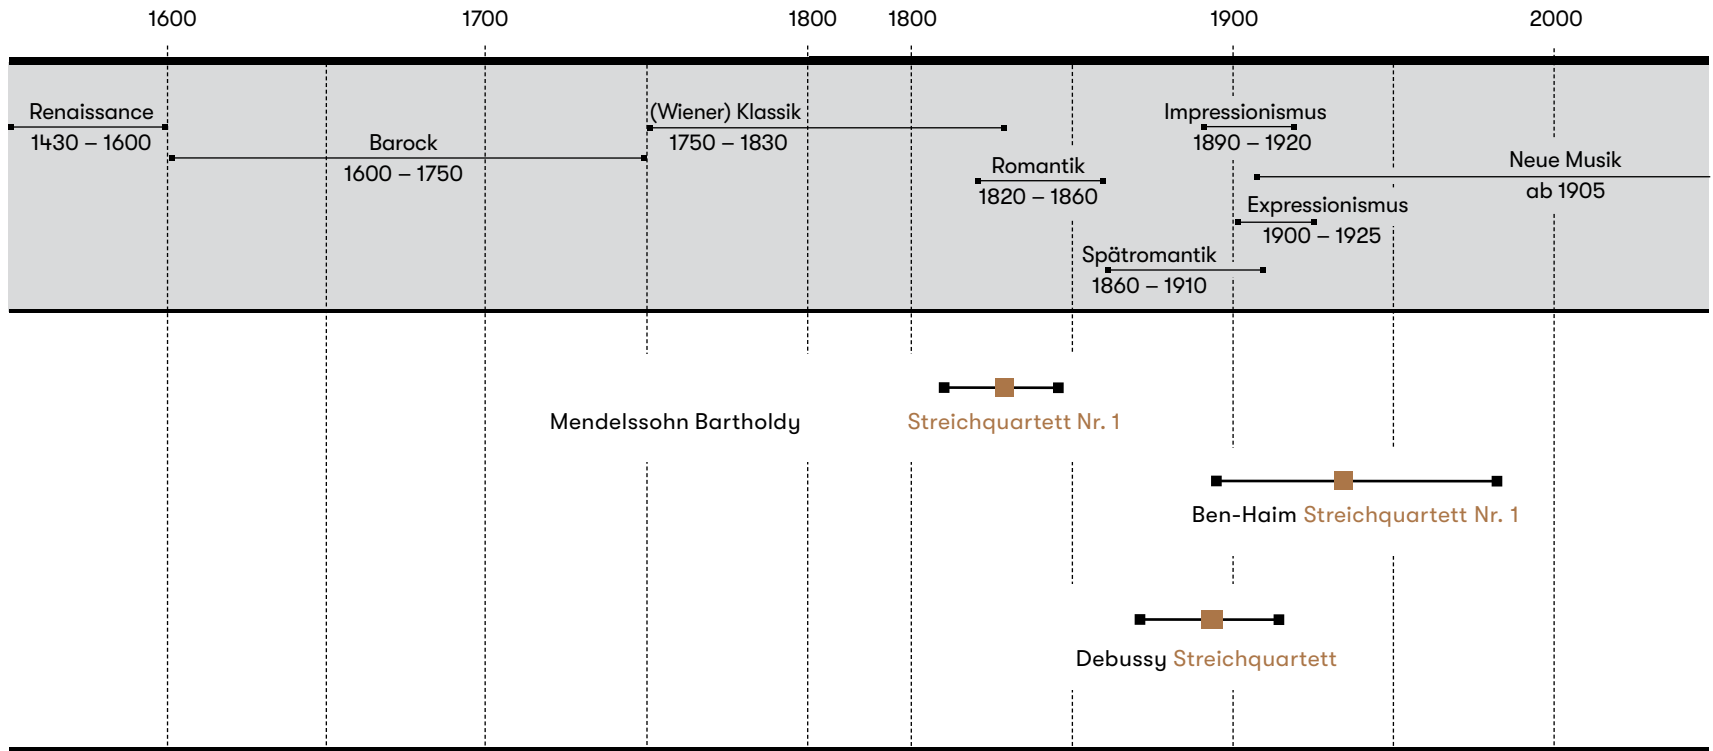 1600 1700 1800 1800 1900 2000
Renaissance
1430 – 1600
Barock
1600 – 1750
(Wiener) Klassik
1750 – 1830
Romantik
1820 – 1860
Spätromantik
1860 – 1910
Impressionismus
1890 – 1920
Expressionismus
1900 – 1925
Neue Musik
ab 1905
Mendelssohn Bartholdy Streichquartett Nr. 1
Ben-Haim Streichquartett Nr. 1
Debussy Streichquartett